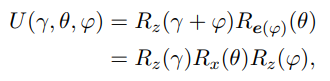 U(γ, θ, φ) = R_z(γ + φ)R_{e(φ)}(θ)
= R_z(γ)R_x(θ)R_z(φ),